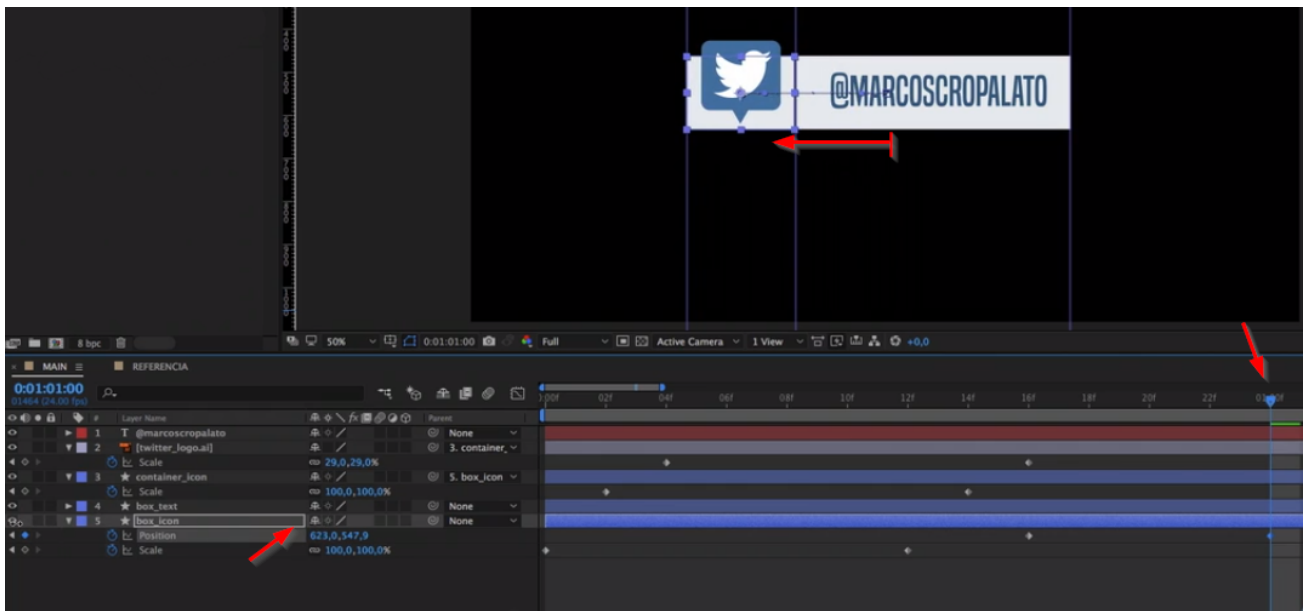 @MARCOSCROPALATO
8 bpc
50%
0:01:01:00
Full
Active Camera
1 View
+0,0
MAIN
REFERENCIA
0:01:01:00
01464 (24.00 fps)
# Layer Name Parent
:00f 02f 04f 06f 08f 10f 12f 14f 16f 18f 20f 22f 01:00f
1 T @marcoscropalato None
2 [twitter_logo.ai] 3. container_
Scale 29,0,29,0%
3 container_icon 5. box_icon
Scale 100,0,100,0%
4 box_text None
5 box_icon None
Position 623,0,547,9
Scale 100,0,100,0%